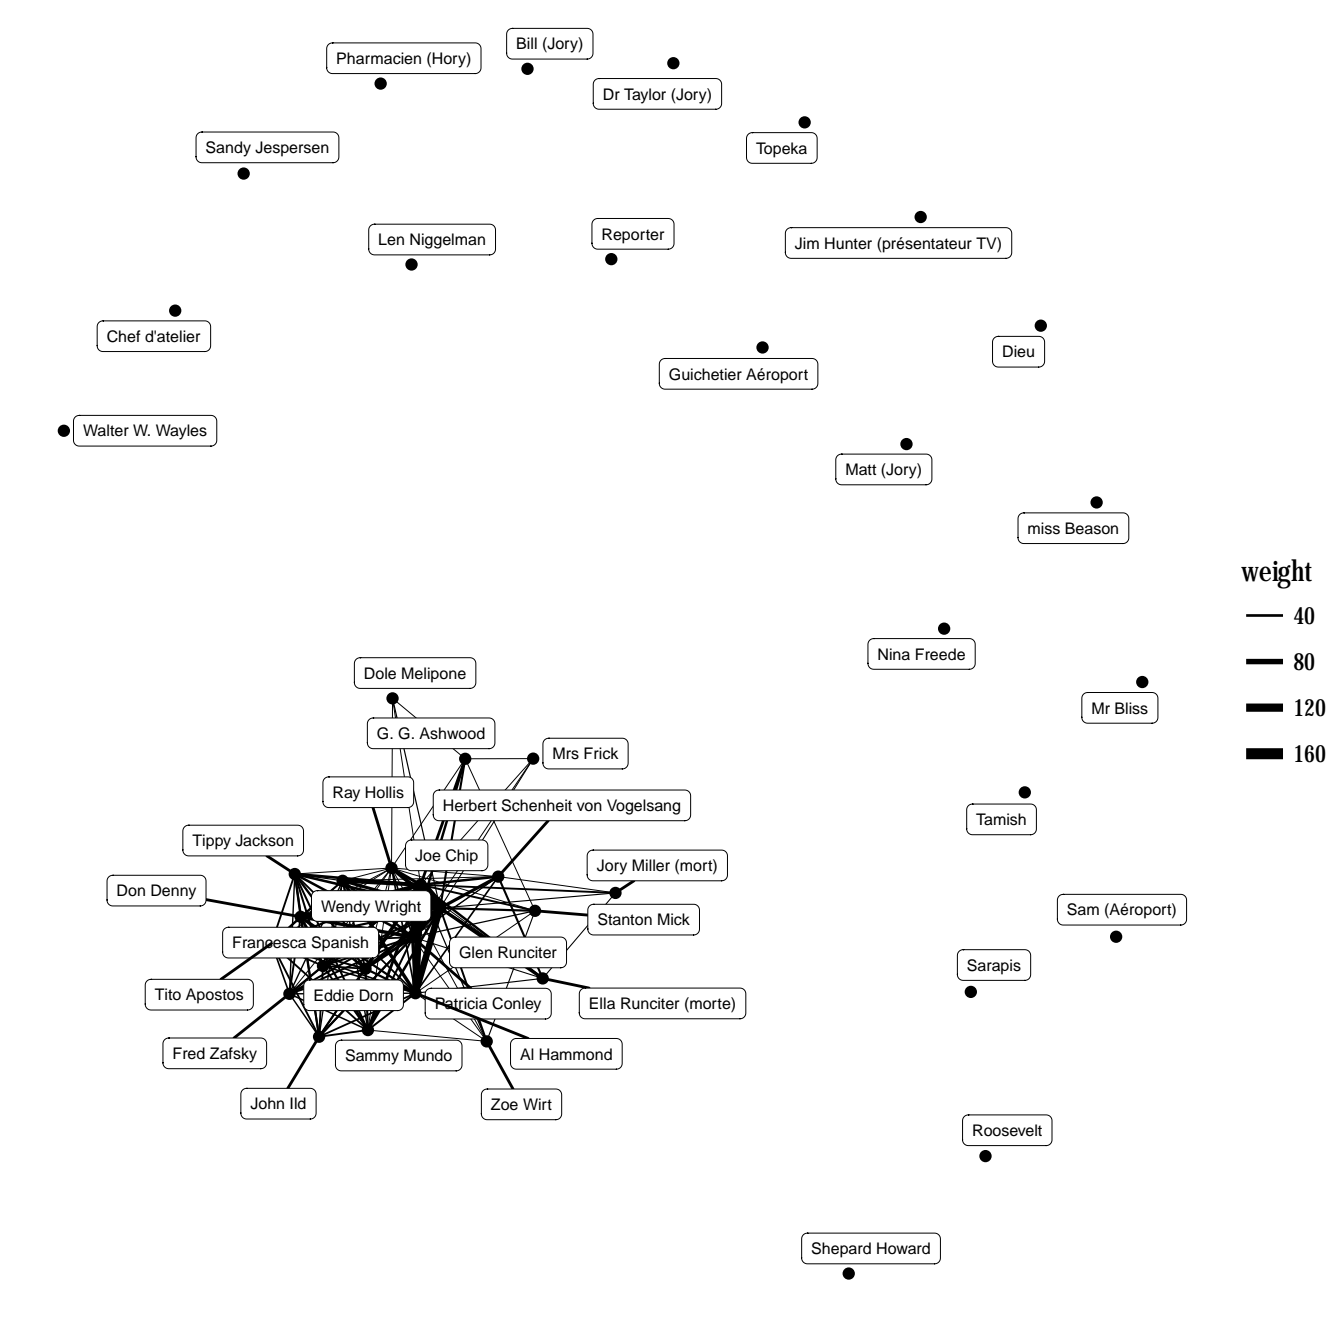 Bill (Jory)
Pharmacien (Hory)
Dr Taylor (Jory)
Sandy Jespersen
Topeka
Len Niggelman
Reporter
Jim Hunter (présentateur TV)
Chef d'atelier
Dieu
Guichetier Aéroport
Walter W. Wayles
Matt (Jory)
miss Beason
weight
40
80
120
160
Nina Freede
Mr Bliss
Dole Melipone
G. G. Ashwood
Mrs Frick
Ray Hollis
Herbert Schenheit von Vogelsang
Tamish
Tippy Jackson
Joe Chip
Jory Miller (mort)
Don Denny
Wendy Wright
Stanton Mick
Sam (Aéroport)
Francesca Spanish
Glen Runciter
Sarapis
Tito Apostos
Eddie Dorn
Patricia Conley
Ella Runciter (morte)
Fred Zafsky
Sammy Mundo
Al Hammond
John Ild
Zoe Wirt
Roosevelt
Shepard Howard